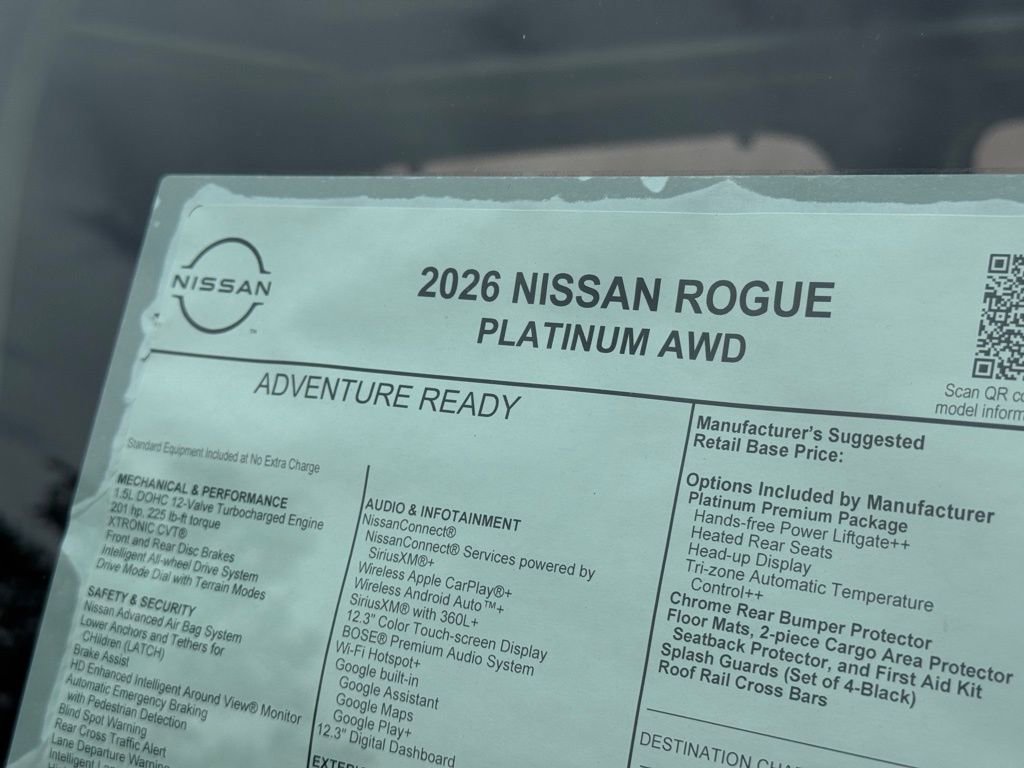 NISSAN
2026 NISSAN ROGUE
PLATINUM AWD
Scan QR
model
ADVENTURE READY
Standard Equipment Included at No Extra Charge
MECHANICAL & PERFORMANCE
1.5L DOHC 12-Valve Turbocharged Engine
201 hp, 225 lb-ft torque
XTRONIC CVT®
Front and Rear Disc Brakes
Intelligent All-wheel Drive System
Drive Mode Dial with Terrain Modes
SAFETY & SECURITY
Nissan Advanced Air Bag System
Lower Anchors and Tethers for
CHildren (LATCH)
Brake Assist
HD Enhanced Intelligent Around View® Monitor
Automatic Emergency Braking
with Pedestrian Detection
Blind Spot Warning
Rear Cross Traffic Alert
Lane Departure Warning
Intelligent
AUDIO & INFOTAINMENT
NissanConnect®
NissanConnect® Services powered by
SiriusXM®+
Wireless Apple CarPlay®+
Wireless Android Auto™+
SiriusXM® with 360L+
12.3" Color Touch-screen Display
BOSE® Premium Audio System
Wi-Fi Hotspot+
Google built-in
Google Assistant
Google Maps
Google Play+
12.3" Digital Dashboard
Manufacturer's Suggested
Retail Base Price:
Options Included by Manufacturer
Platinum Premium Package
Hands-free Power Liftgate++
Heated Rear Seats
Head-up Display
Tri-zone Automatic Temperature
Control++
Chrome Rear Bumper Protector
Floor Mats, 2-piece Cargo Area Protector
Seatback Protector, and First Aid Kit
Splash Guards (Set of 4-Black)
Roof Rail Cross Bars
DESTINATION